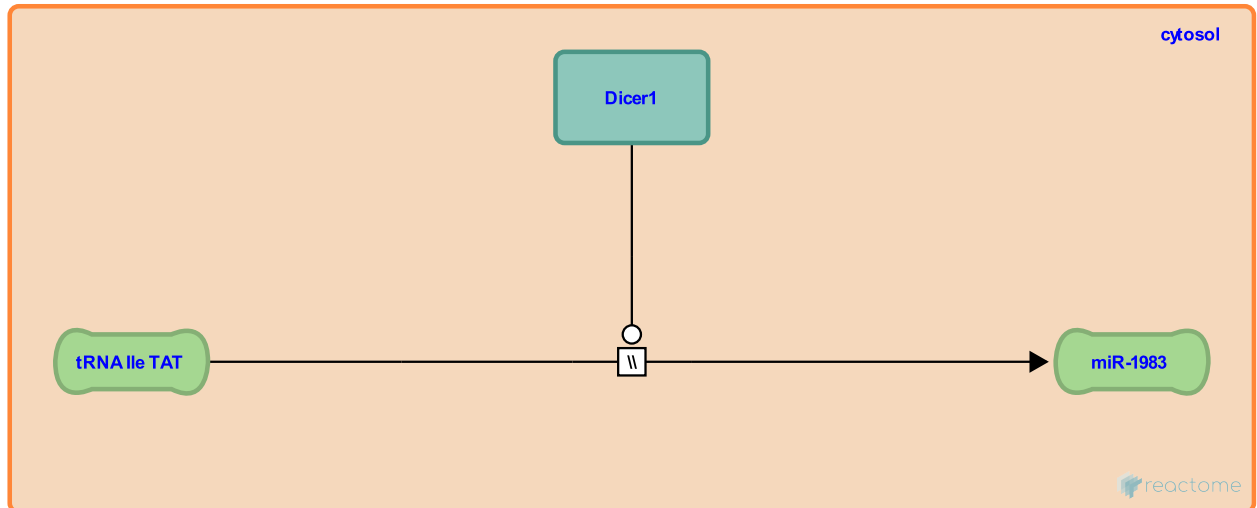 cytosol
Dicer1
tRNA Ile TAT
\\
miR-1983
reactome